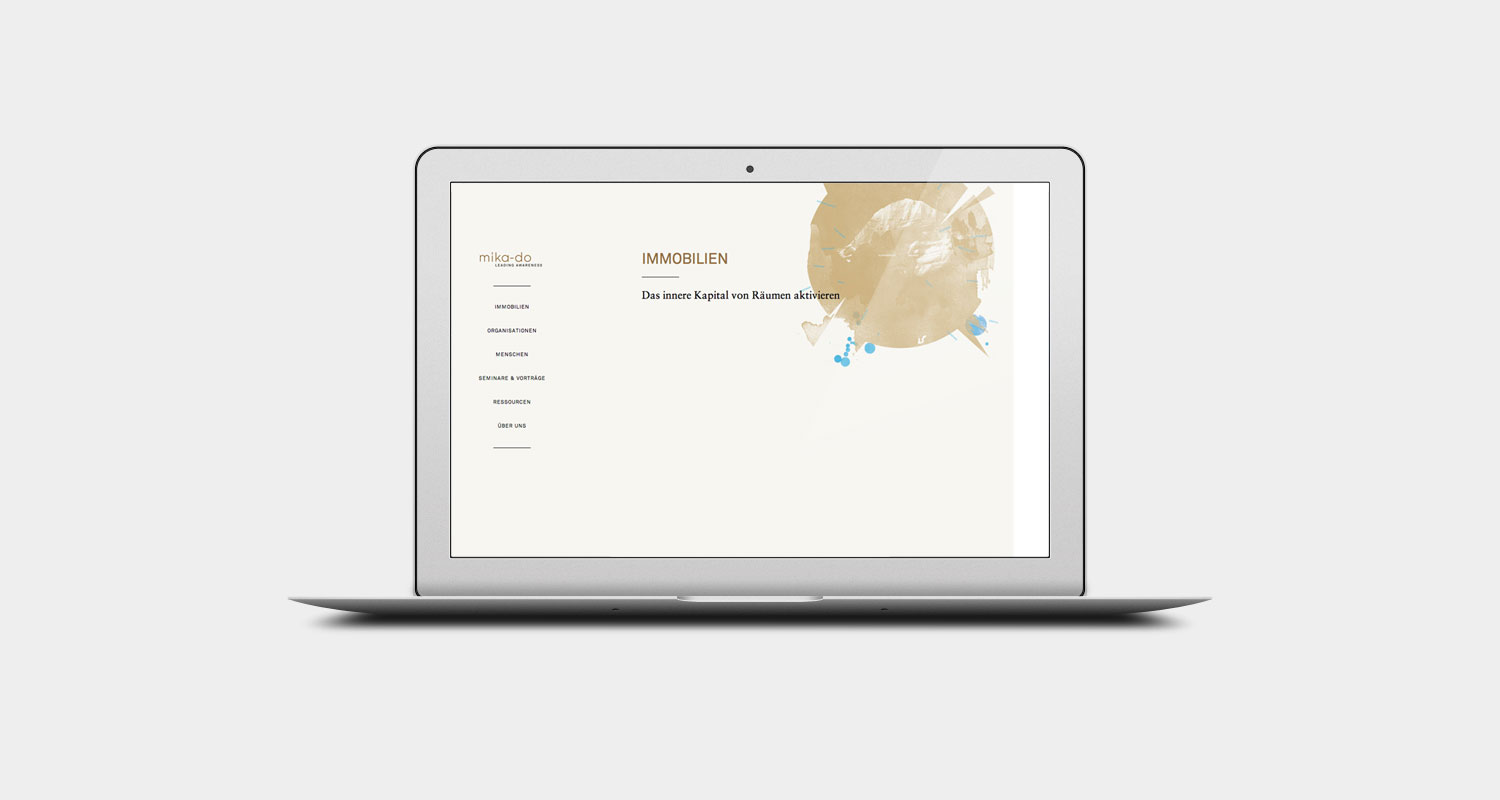 mika-do
LEADING AWARENESS
IMMOBILIEN
ORGANISATIONEN
MENSCHEN
SEMINARE & VORTRÄGE
RESSOURCEN
ÜBER UNS
IMMOBILIEN
Das innere Kapital von Räumen aktivieren